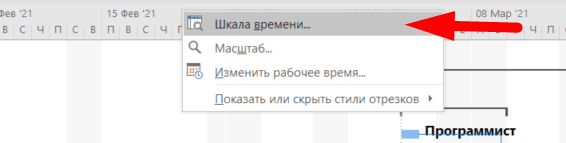 Фев '21 15 Фев '21 08 Мар '21
В С Ч П С В П В С Ч П С В П В Ч П
Шкала времени...
Масштаб...
Изменить рабочее время...
Показать или скрыть стили отрезков
Программист